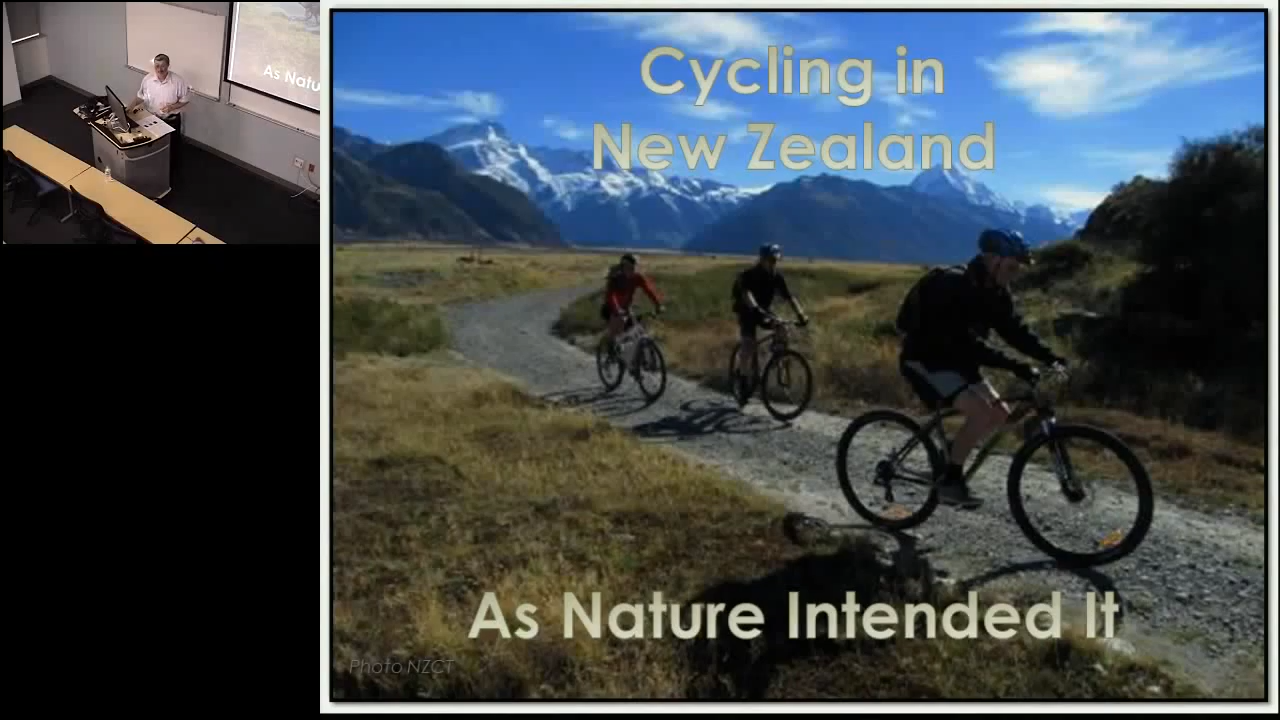 As Natu
Cycling in
New Zealand
As Nature Intended It
Photo NZCT